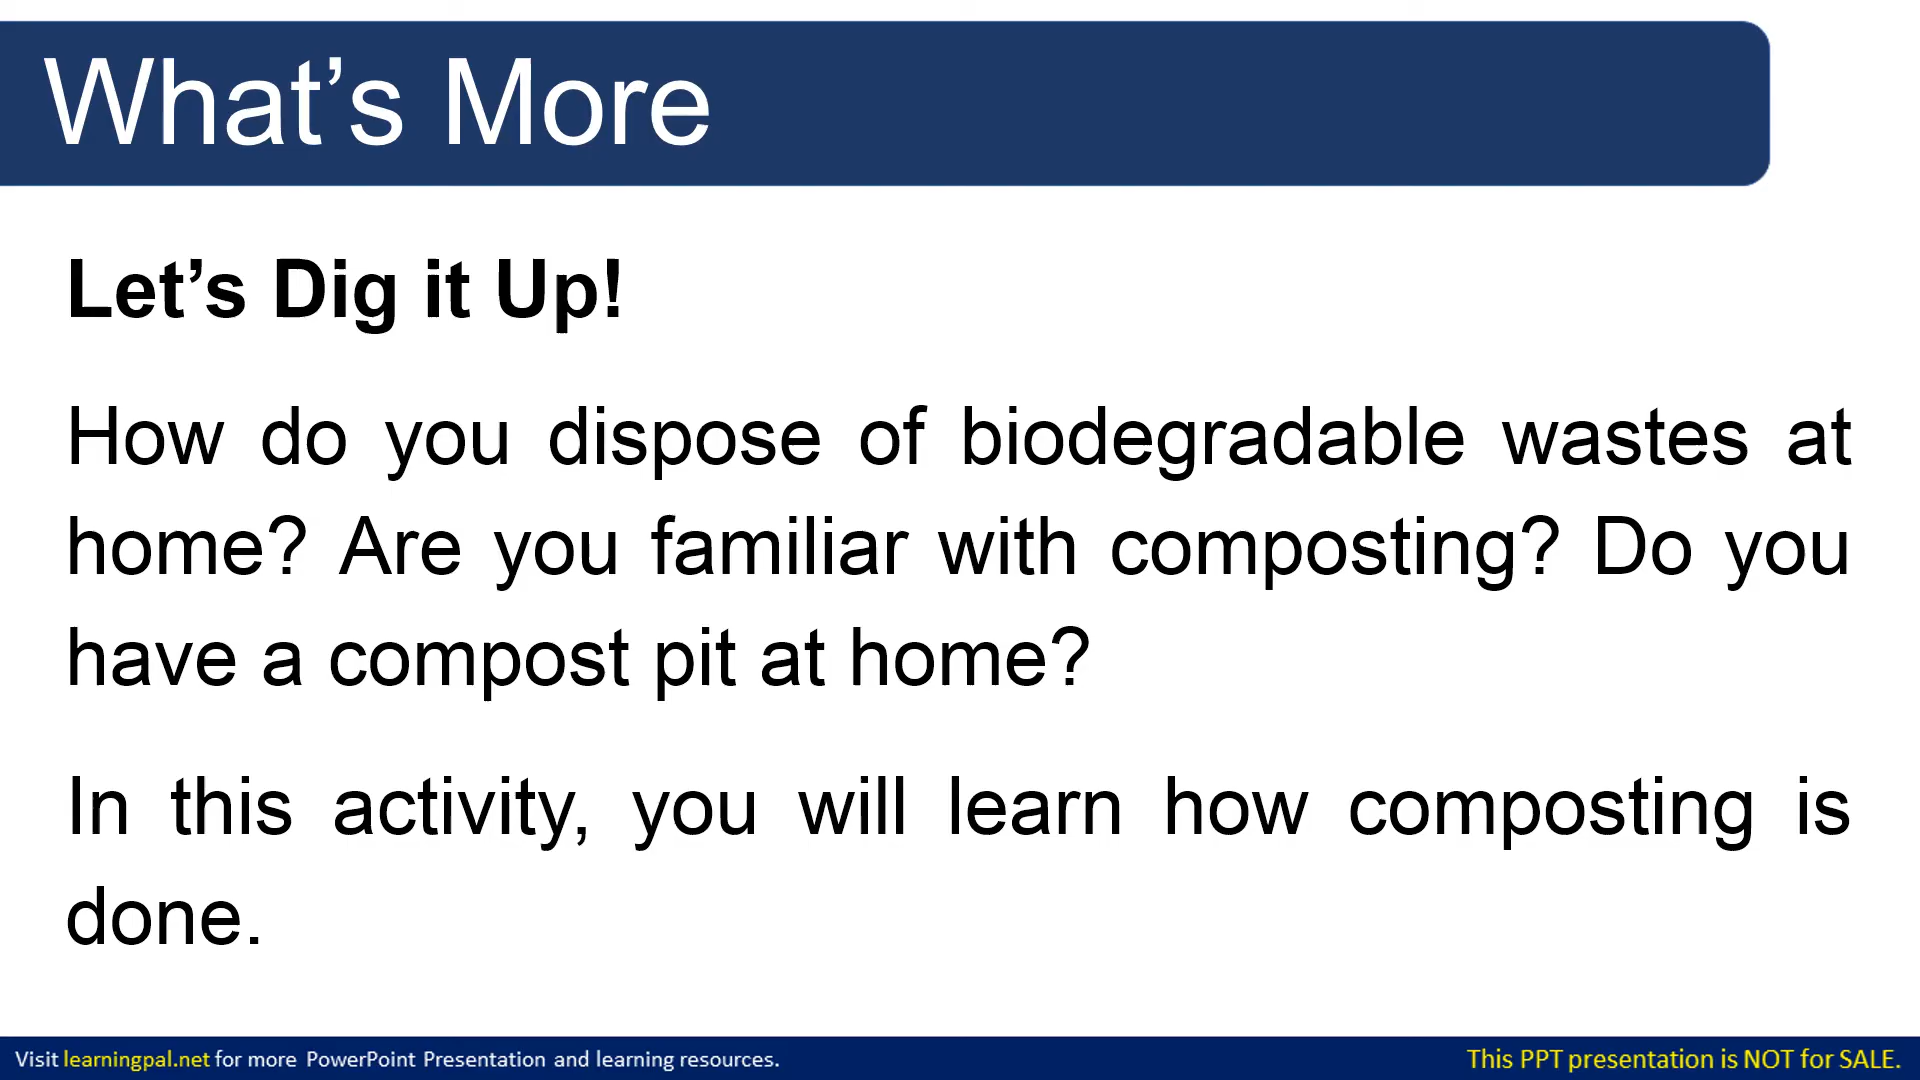 What’s More
Let’s Dig it Up!
How do you dispose of biodegradable wastes at
home? Are you familiar with composting? Do you
have a compost pit at home?
In this activity, you will learn how composting is
done.
Visit learningpal.net for more PowerPoint Presentation and learning resources.
This PPT presentation is NOT for SALE.